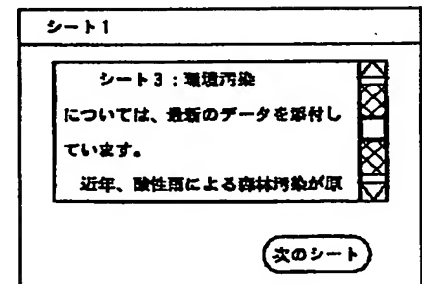 シート1
シート3：環境汚染
については、最新のデータを添付し
ています。
近年、酸性雨による森林汚染が原
次のシート